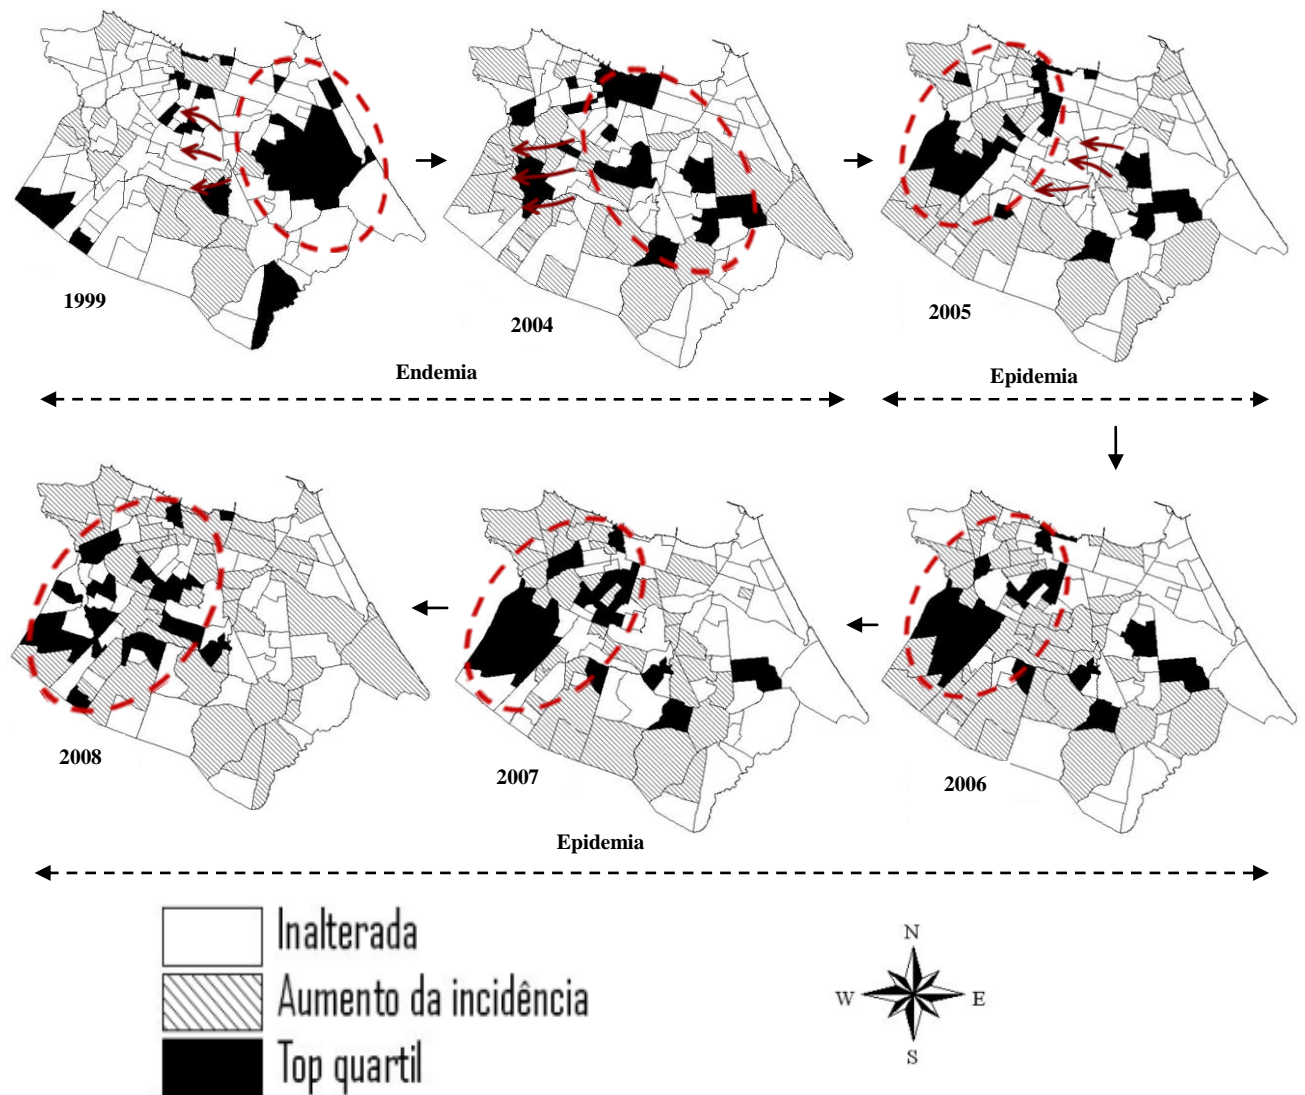 1999
2004
2005
Endemia
Epidemia
2008
2007
2006
Epidemia
Inalterada
Aumento da incidência
Top quartil
N
W
E
S